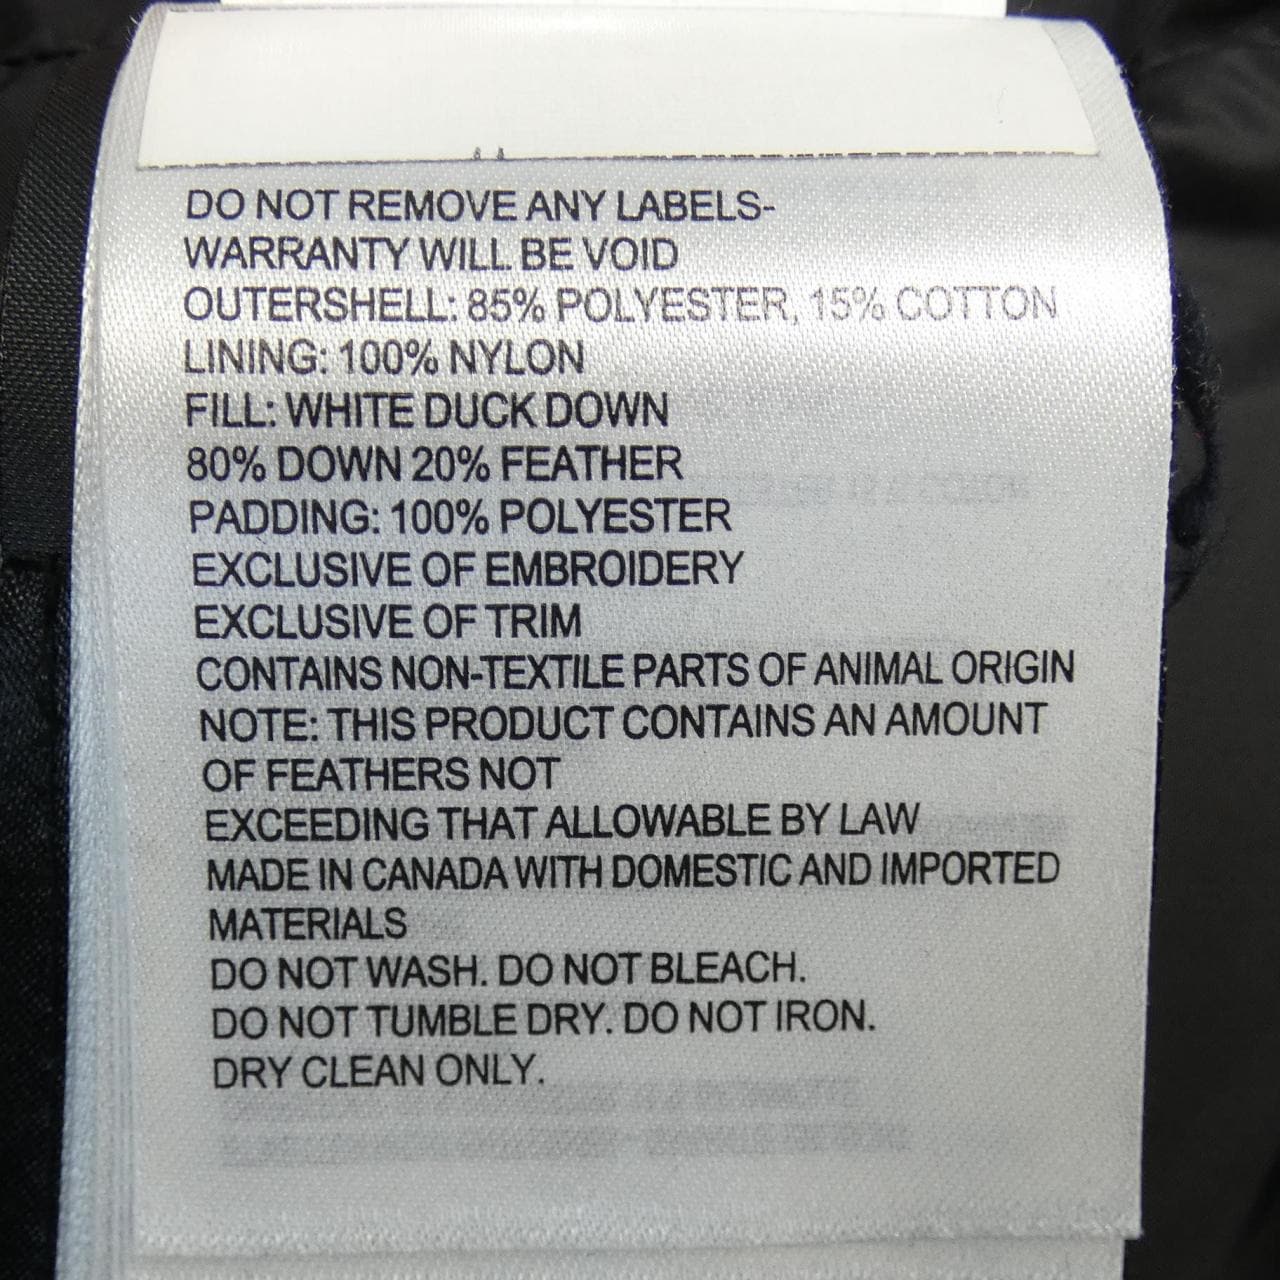 DO NOT REMOVE ANY LABELS-
WARRANTY WILL BE VOID
OUTERSHELL: 85% POLYESTER, 15% COTTON
LINING: 100% NYLON
FILL: WHITE DUCK DOWN
80% DOWN 20% FEATHER
PADDING: 100% POLYESTER
EXCLUSIVE OF EMBROIDERY
EXCLUSIVE OF TRIM
CONTAINS NON-TEXTILE PARTS OF ANIMAL ORIGIN
NOTE: THIS PRODUCT CONTAINS AN AMOUNT
OF FEATHERS NOT
EXCEEDING THAT ALLOWABLE BY LAW
MADE IN CANADA WITH DOMESTIC AND IMPORTED
MATERIALS
DO NOT WASH. DO NOT BLEACH.
DO NOT TUMBLE DRY. DO NOT IRON.
DRY CLEAN ONLY.